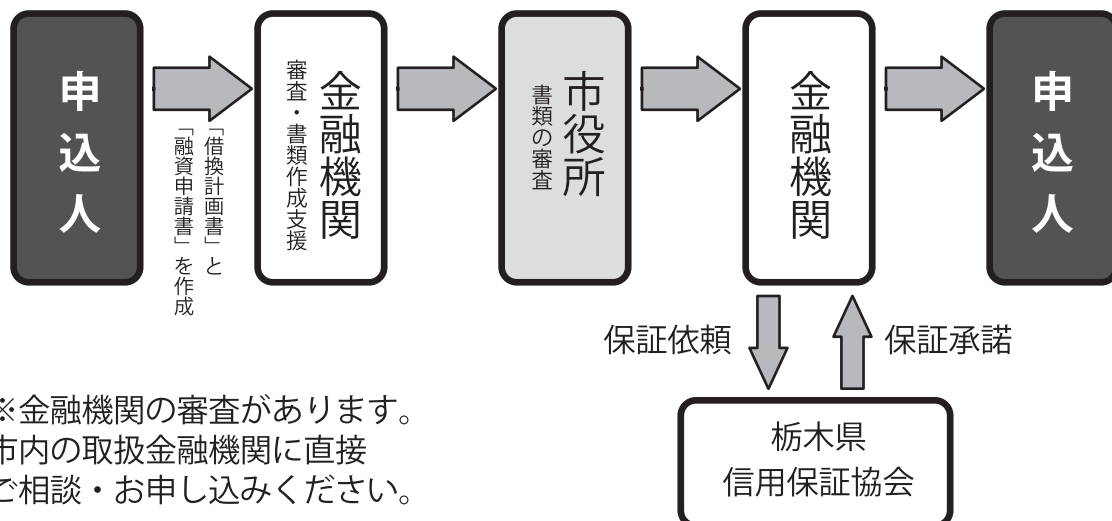 申込人
「借換計画書」と
「融資申請書」を作成
金融機関
審査・書類作成支援
市役所
書類の審査
金融機関
申込人
保証依頼
保証承諾
栃木県
信用保証協会
※金融機関の審査があります。
市内の取扱金融機関に直接
ご相談・お申し込みください。